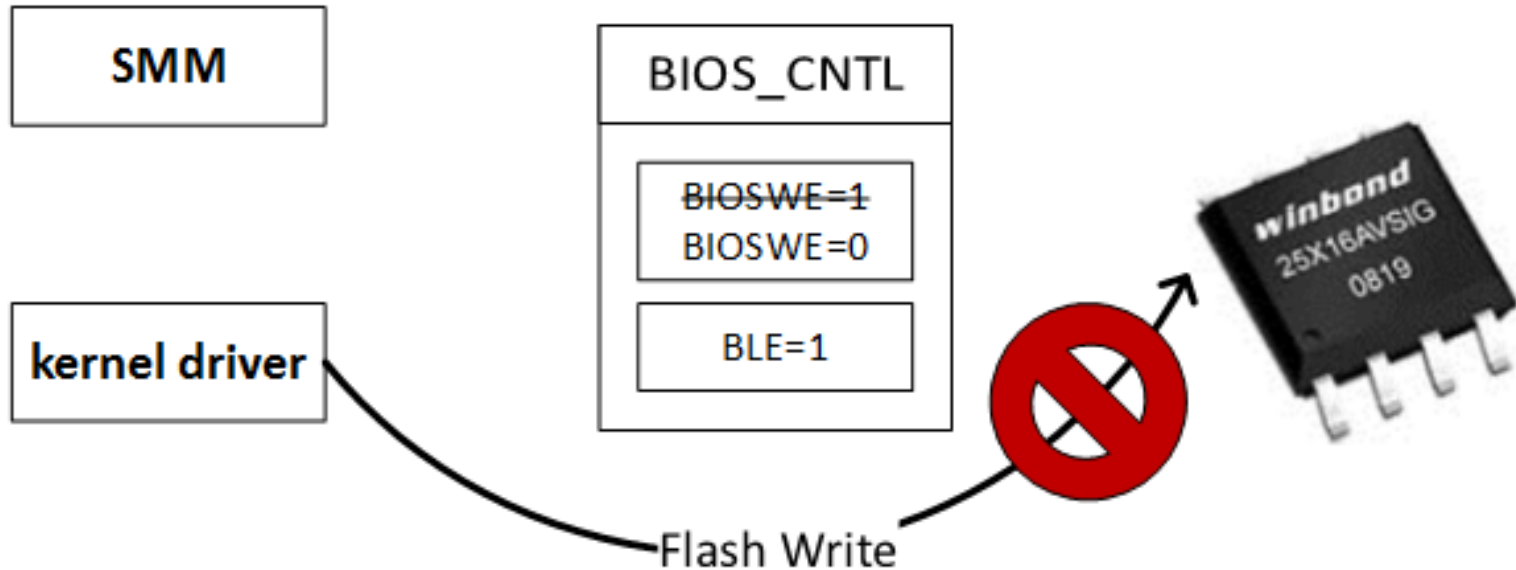 SMM
BIOS_CNTL
BIOSWE=1
BIOSWE=0
BLE=1
kernel driver
Flash Write
winbond
25X16AVSIG
0819